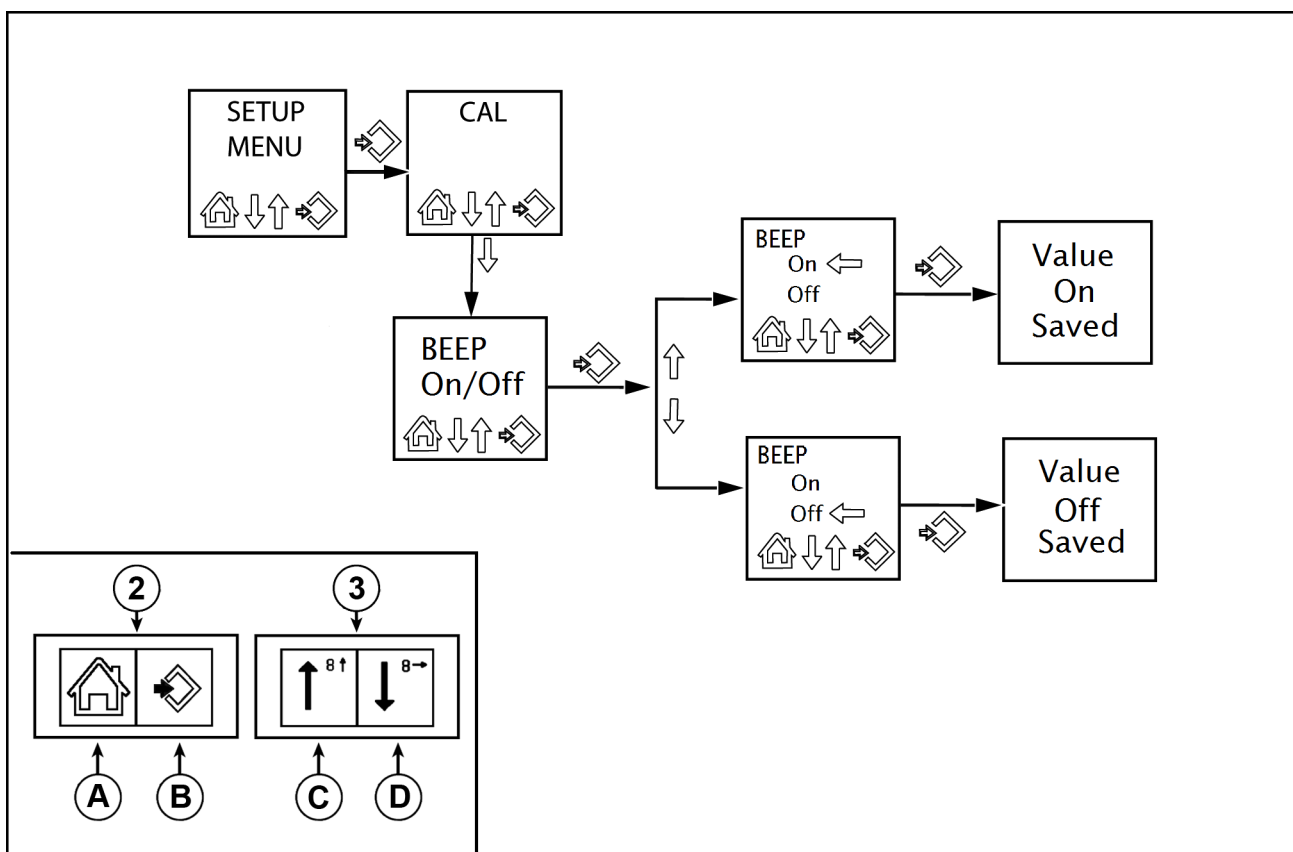 SETUP
MENU
CAL
BEEP
On/Off
BEEP
On
Off
Value
On
Saved
BEEP
On
Off
Value
Off
Saved
2
3
8↑
8→
A
B
C
D